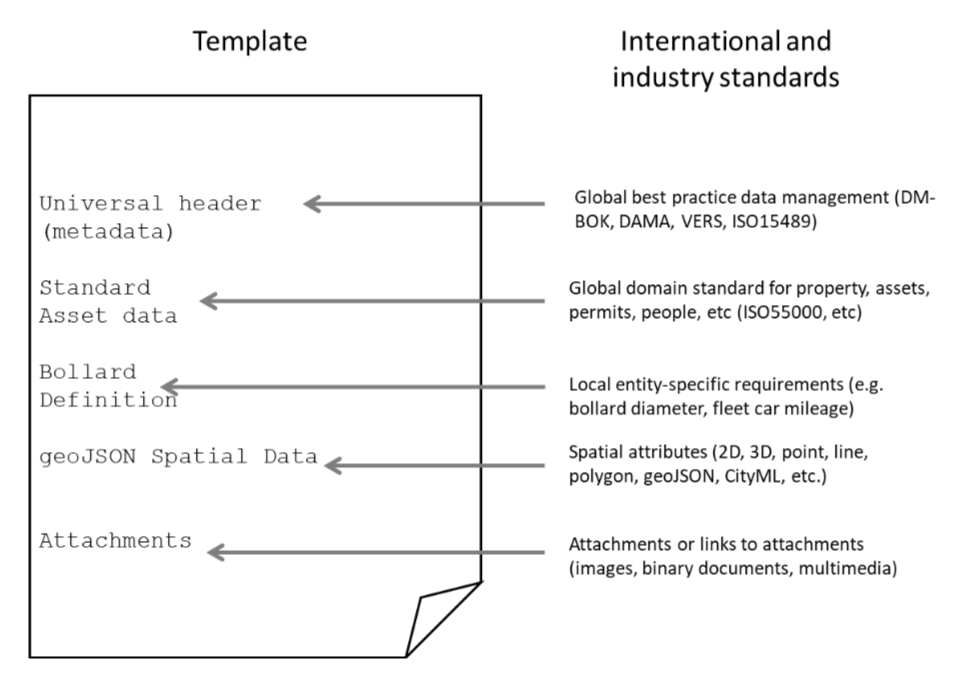 Template
International and
industry standards
Universal header
(metadata)
Global best practice data management (DM-
BOK, DAMA, VERS, ISO15489)
Standard
Asset data
Global domain standard for property, assets,
permits, people, etc (ISO55000, etc)
Bollard
Definition
Local entity-specific requirements (e.g.
bollard diameter, fleet car mileage)
geoJSON Spatial Data
Spatial attributes (2D, 3D, point, line,
polygon, geoJSON, CityML, etc.)
Attachments
Attachments or links to attachments
(images, binary documents, multimedia)